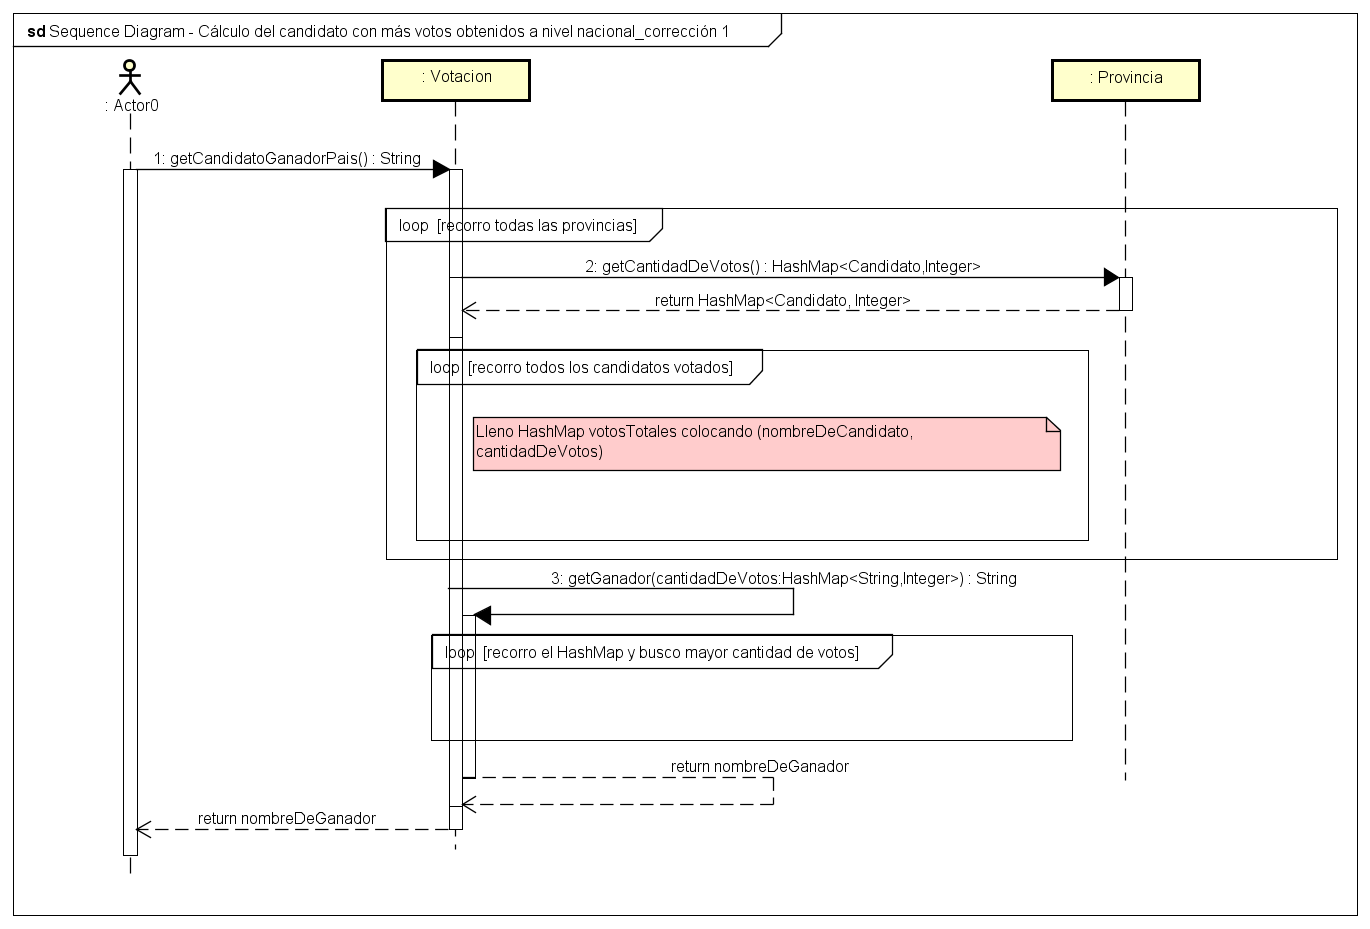 sd Sequence Diagram - Cálculo del candidato con más votos obtenidos a nivel nacional_corrección 1
: Actor0
: Votacion
: Provincia
1: getCandidatoGanadorPais() : String
loop [recorro todas las provincias]
2: getCantidadDeVotos() : HashMap<Candidato,Integer>
return HashMap<Candidato, Integer>
loop [recorro todos los candidatos votados]
Lleno HashMap votosTotales colocando (nombreDeCandidato,
cantidadDeVotos)
3: getGanador(cantidadDeVotos:HashMap<String,Integer>) : String
loop [recorro el HashMap y busco mayor cantidad de votos]
return nombreDeGanador
return nombreDeGanador